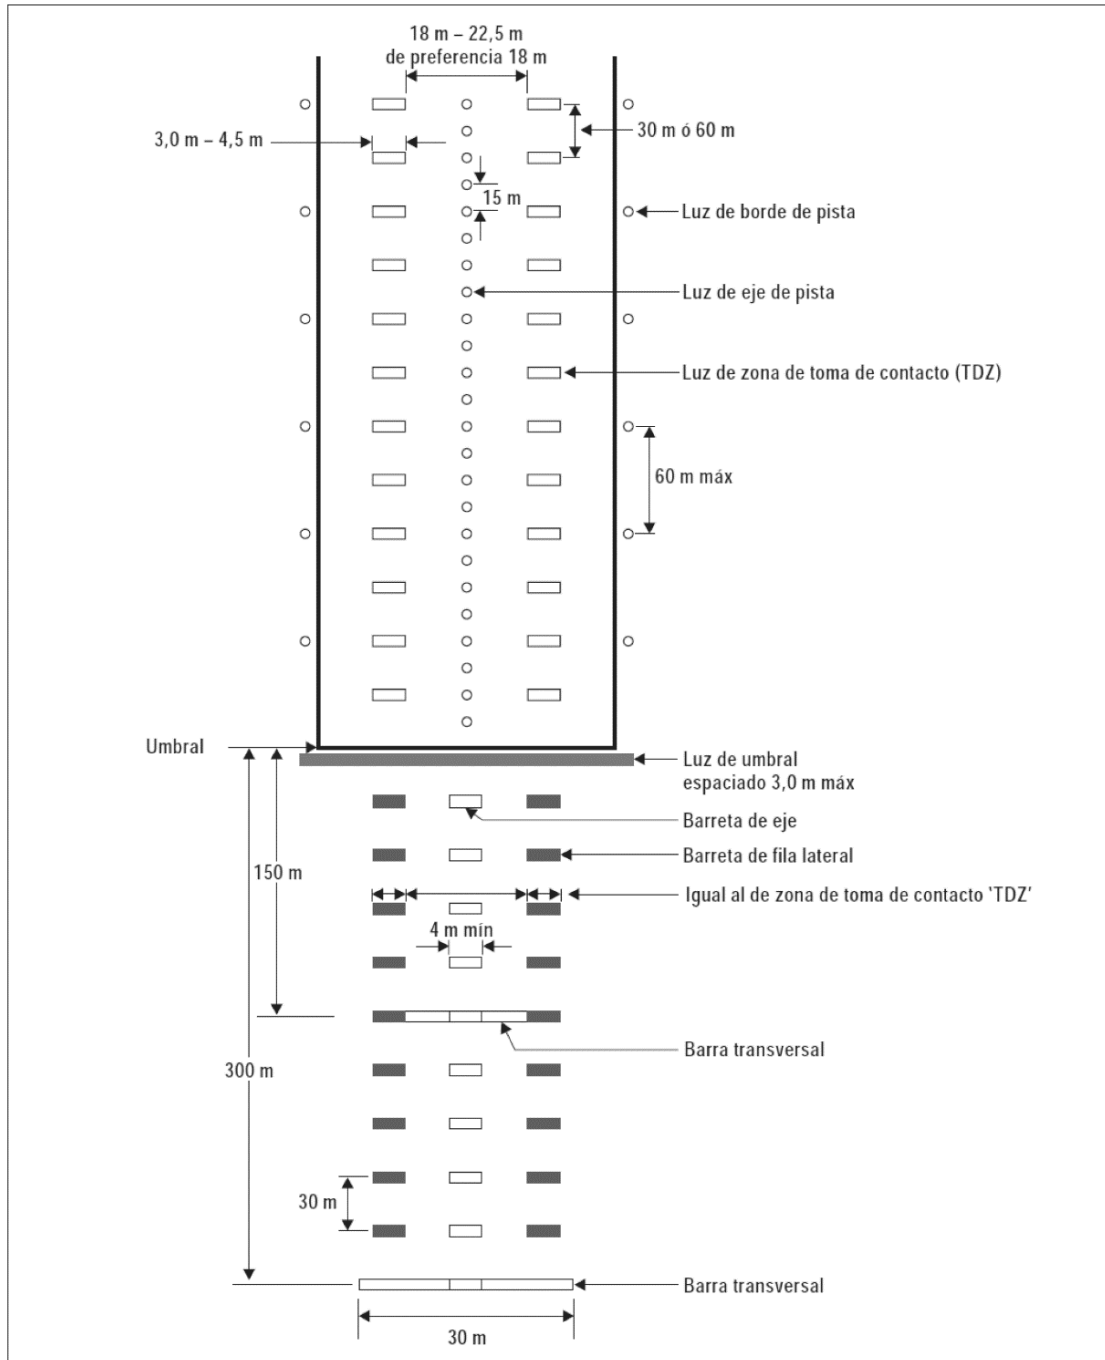 18 m – 22,5 m
de preferencia 18 m
3,0 m – 4,5 m
30 m ó 60 m
15 m
Luz de borde de pista
Luz de eje de pista
Luz de zona de toma de contacto (TDZ)
60 m máx
Umbral
Luz de umbral
espaciado 3,0 m máx
Barreta de eje
Barreta de fila lateral
150 m
Igual al de zona de toma de contacto ‘TDZ’
4 m mín
Barra transversal
300 m
30 m
Barra transversal
30 m